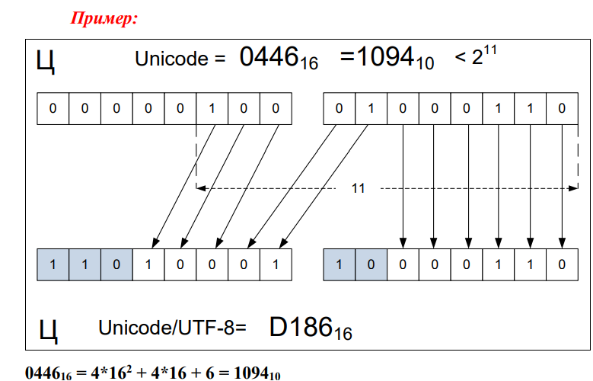 Пример:
Ц Unicode = 0446₁₆ =1094₁₀ < 2¹¹
0 0 0 0 0 1 0 0 0 1 0 0 0 1 1 0
11
1 1 0 1 0 0 0 1 1 0 0 0 0 1 1 0
Ц Unicode/UTF-8= D186₁₆
0446₁₆ = 4*16² + 4*16 + 6 = 1094₁₀